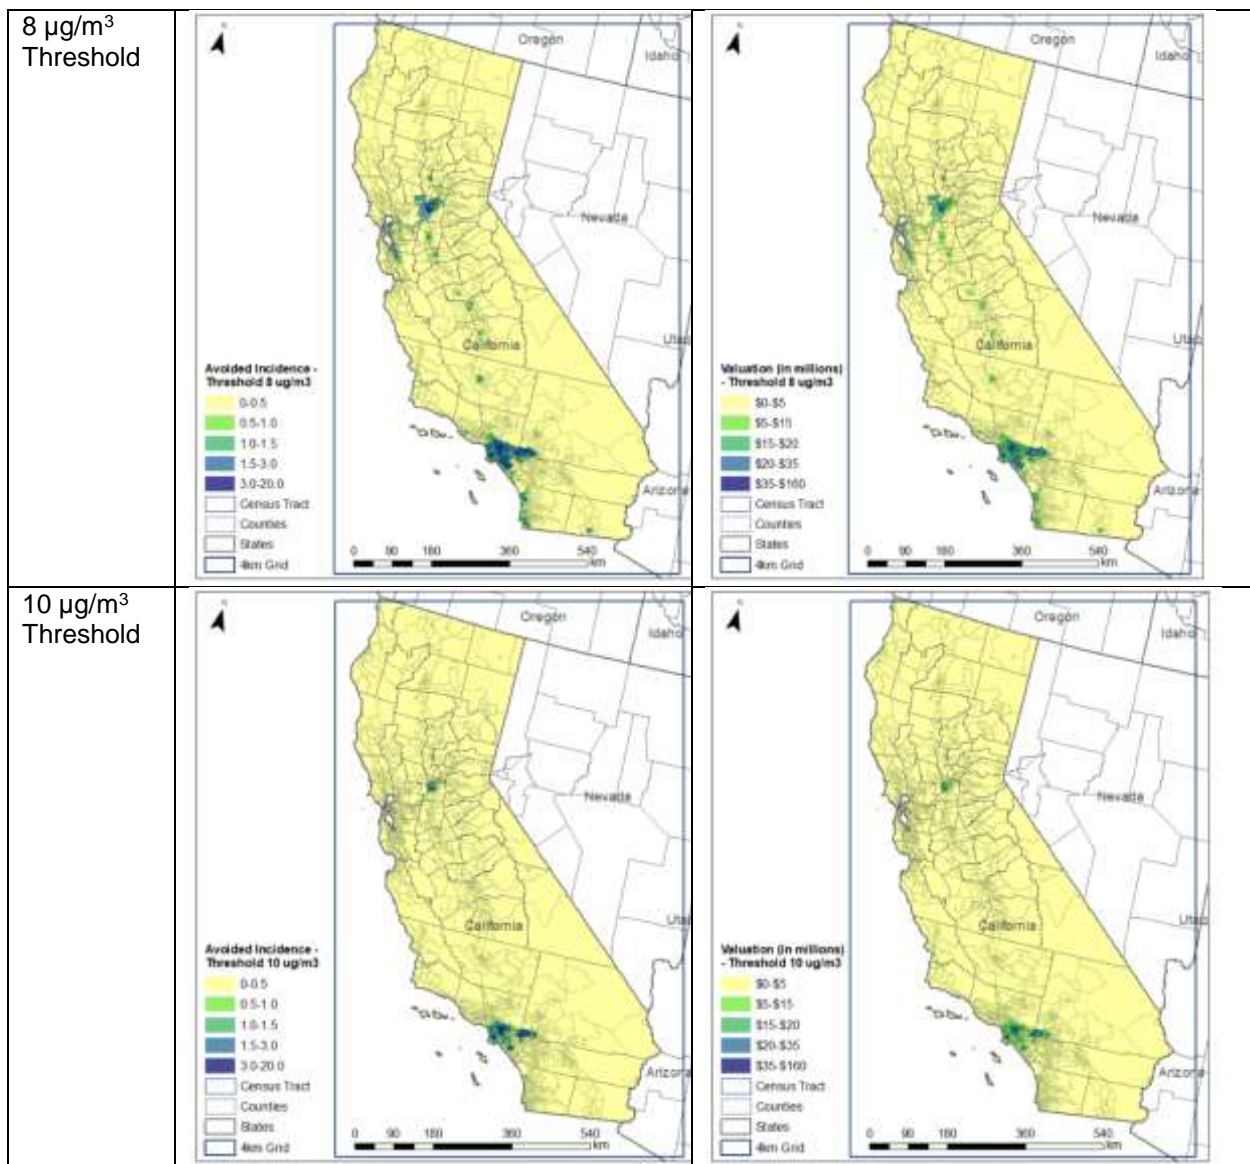 8 µg/m³
Threshold
N
Oregon
Idaho
Nevada
Utah
California
Arizona
Avoided Incidence -
Threshold 8 ug/m3
0-0.5
0.5-1.0
1.0-1.5
1.5-3.0
3.0-20.0
Census Tract
Counties
States
4km Grid
0 90 180 360 540
km
N
Oregon
Idaho
Nevada
Utah
California
Arizona
Valuation (in millions)
- Threshold 8 ug/m3
$0-$5
$5-$15
$15-$20
$20-$35
$35-$160
Census Tract
Counties
States
4km Grid
0 90 180 360 540
km
10 µg/m³
Threshold
N
Oregon
Idaho
Nevada
Utah
California
Arizona
Avoided Incidence -
Threshold 10 ug/m3
0-0.5
0.5-1.0
1.0-1.5
1.5-3.0
3.0-20.0
Census Tract
Counties
States
4km Grid
0 90 180 360 540
km
N
Oregon
Idaho
Nevada
Utah
California
Arizona
Valuation (in millions)
- Threshold 10 ug/m3
$0-$5
$5-$15
$15-$20
$20-$35
$35-$160
Census Tract
Counties
States
4km Grid
0 90 180 360 540
km